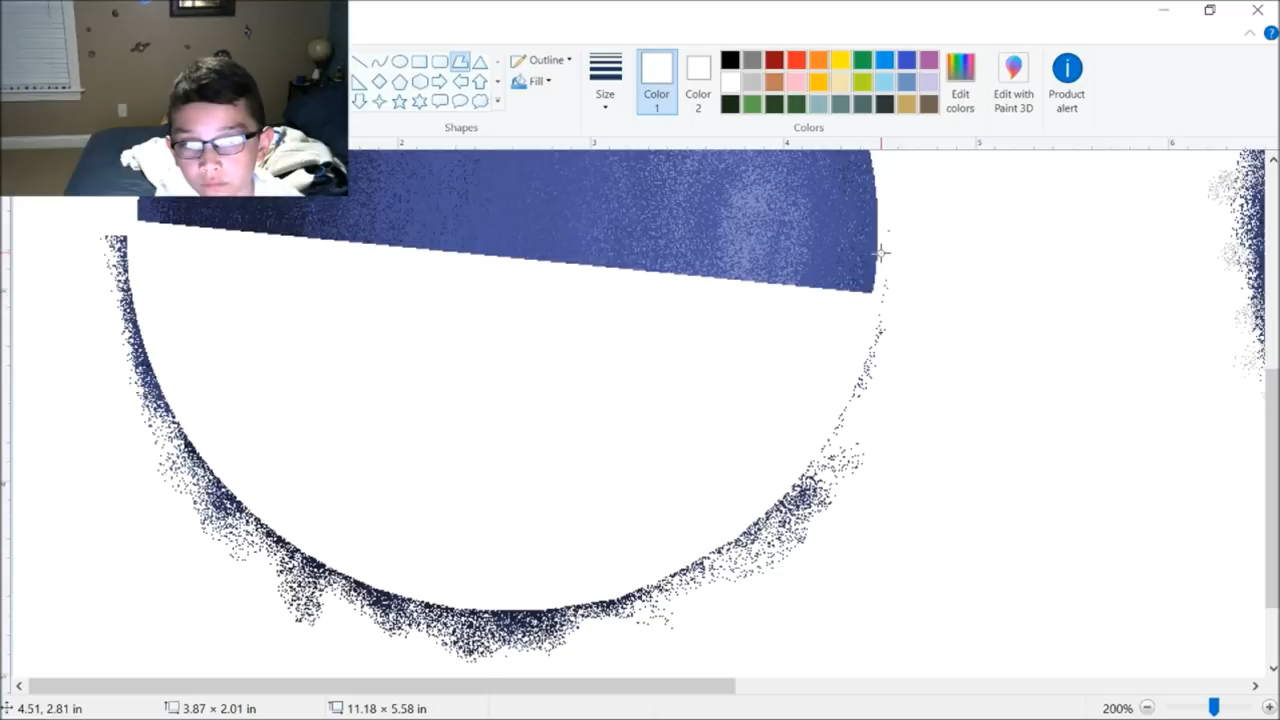 Outline
Fill
Size
Color 1
Color 2
Edit colors
Edit with Paint 3D
Product alert
Shapes
Colors
2 3 4 5 6
4.51, 2.81 in
3.87 × 2.01 in
11.18 × 5.58 in
200%